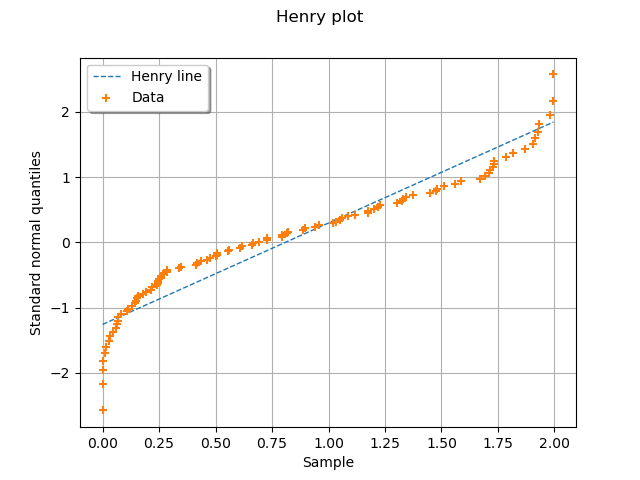 Henry plot
Henry line
Data
Standard normal quantiles
2
1
0
−1
−2
0.00 0.25 0.50 0.75 1.00 1.25 1.50 1.75 2.00
Sample